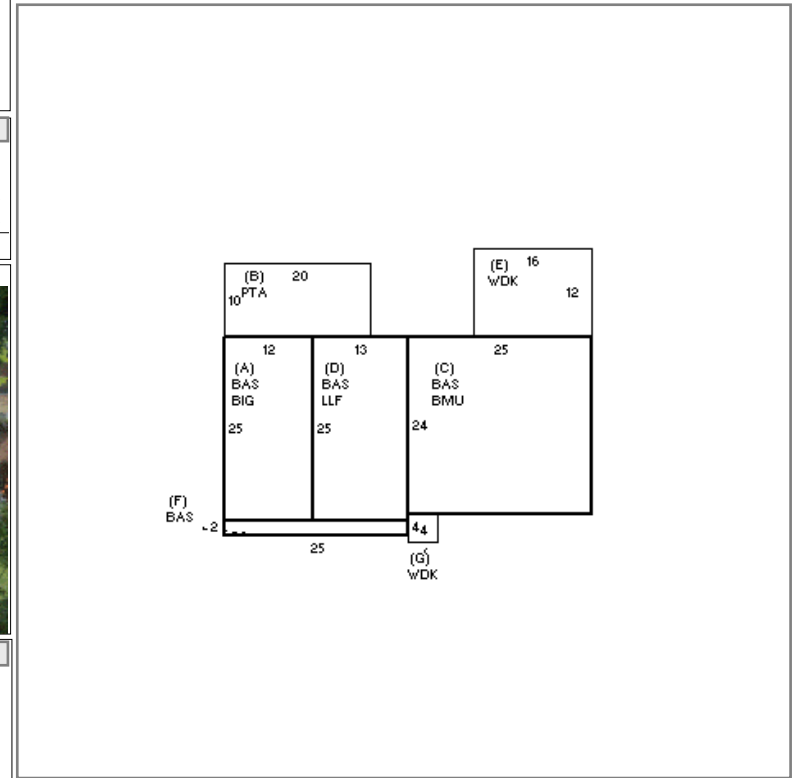 (B) 20
10 PTA
(E) 16
WDK
12
12
(A)
BAS
BIG
25
13
(D)
BAS
LLF
25
25
(C)
BAS
BMU
24
(F)
BAS
2
25
4 4
(G)
WDK